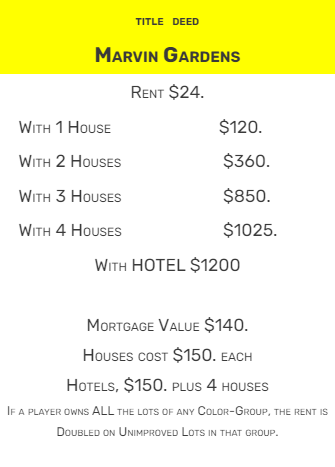 TITLE DEED
MARVIN GARDENS
RENT $24.
WITH 1 HOUSE $120.
WITH 2 HOUSES $360.
WITH 3 HOUSES $850.
WITH 4 HOUSES $1025.
WITH HOTEL $1200
MORTGAGE VALUE $140.
HOUSES COST $150. EACH
HOTELS, $150. PLUS 4 HOUSES
IF A PLAYER OWNS ALL THE LOTS OF ANY COLOR-GROUP, THE RENT IS
DOUBLED ON UNIMPROVED LOTS IN THAT GROUP.